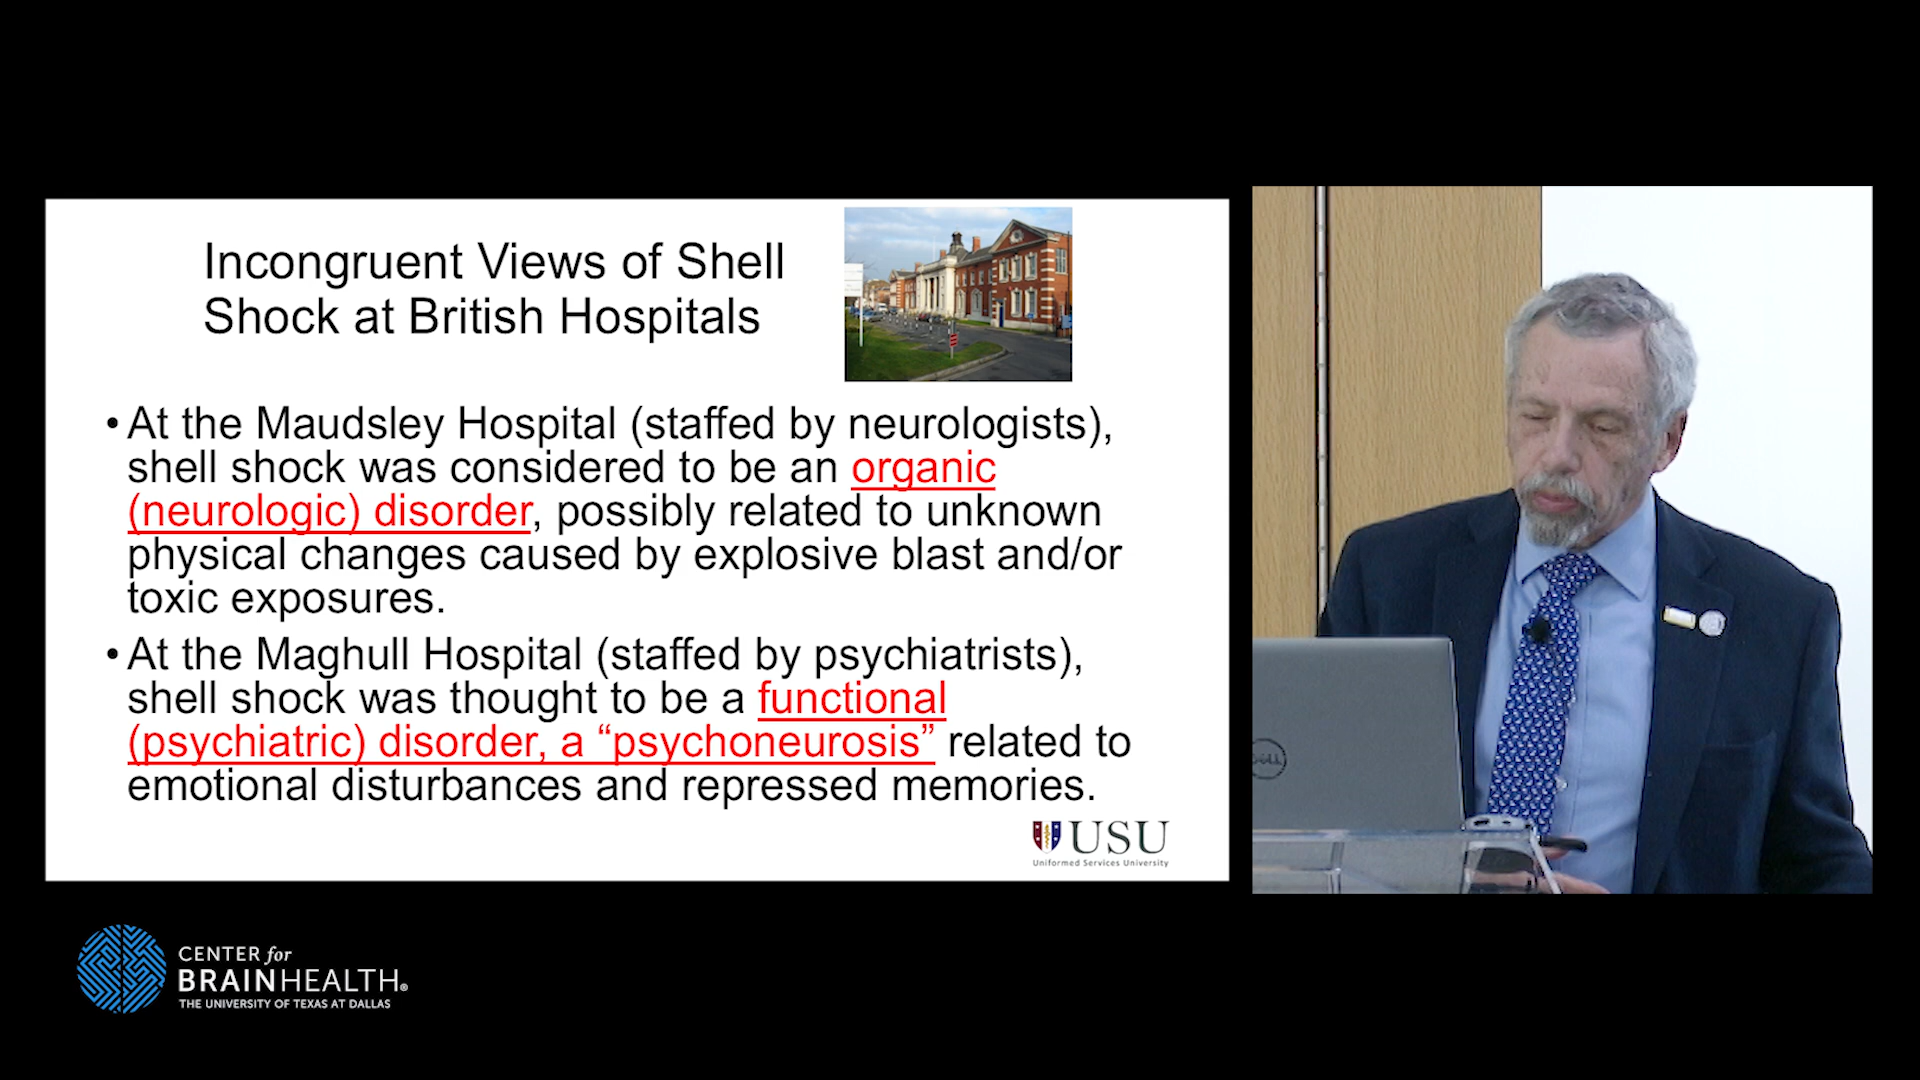 Incongruent Views of Shell
Shock at British Hospitals
• At the Maudsley Hospital (staffed by neurologists),
shell shock was considered to be an organic
(neurologic) disorder, possibly related to unknown
physical changes caused by explosive blast and/or
toxic exposures.
• At the Maghull Hospital (staffed by psychiatrists),
shell shock was thought to be a functional
(psychiatric) disorder, a “psychoneurosis” related to
emotional disturbances and repressed memories.
USU
Uniformed Services University
DELL
CENTER for
BRAINHEALTH®
THE UNIVERSITY OF TEXAS AT DALLAS